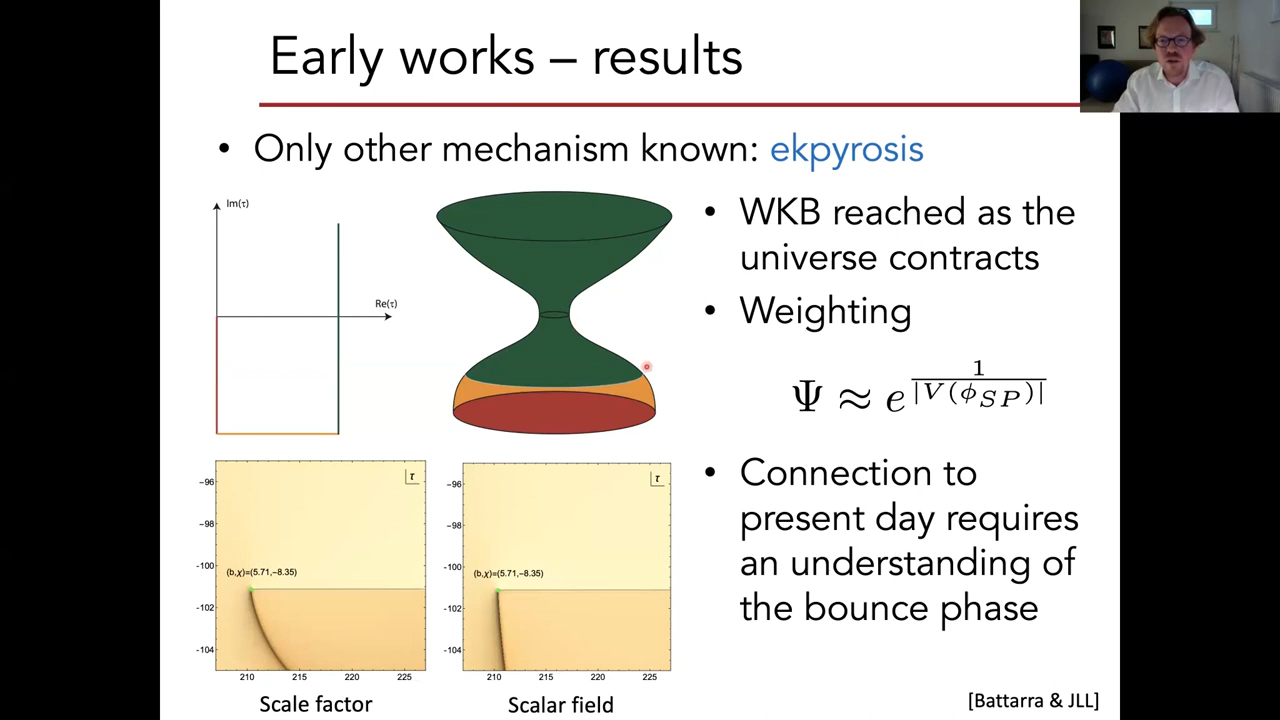 Early works – results
• Only other mechanism known: ekpyrosis
Im(τ)
Re(τ)
• WKB reached as the
universe contracts
• Weighting
Ψ ≈ e^{1/|V(ϕ_{SP})|}
• Connection to
present day requires
an understanding of
the bounce phase
τ
-96
-98
-100
-102
-104
(b,χ)=(5.71,-8.35)
210 215 220 225
Scale factor
τ
-96
-98
-100
-102
-104
(b,χ)=(5.71,-8.35)
210 215 220 225
Scalar field
[Battarra & JLL]